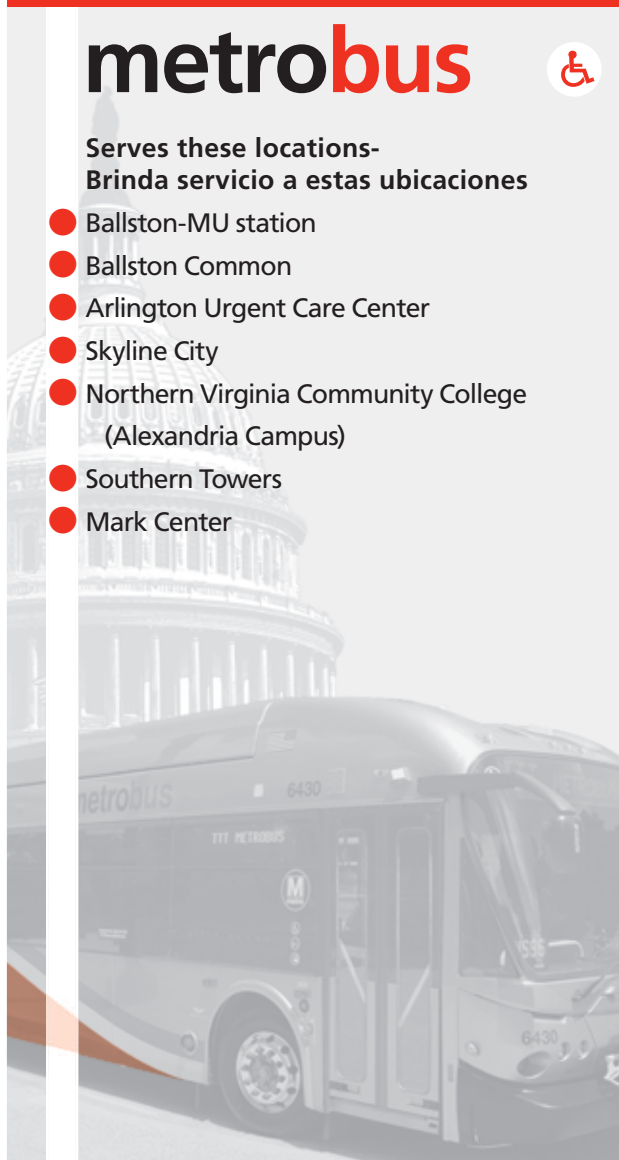 metrobus
Serves these locations-
Brinda servicio a estas ubicaciones
Ballston-MU station
Ballston Common
Arlington Urgent Care Center
Skyline City
Northern Virginia Community College
(Alexandria Campus)
Southern Towers
Mark Center
metrobus
6430
METROBUS
M
6430